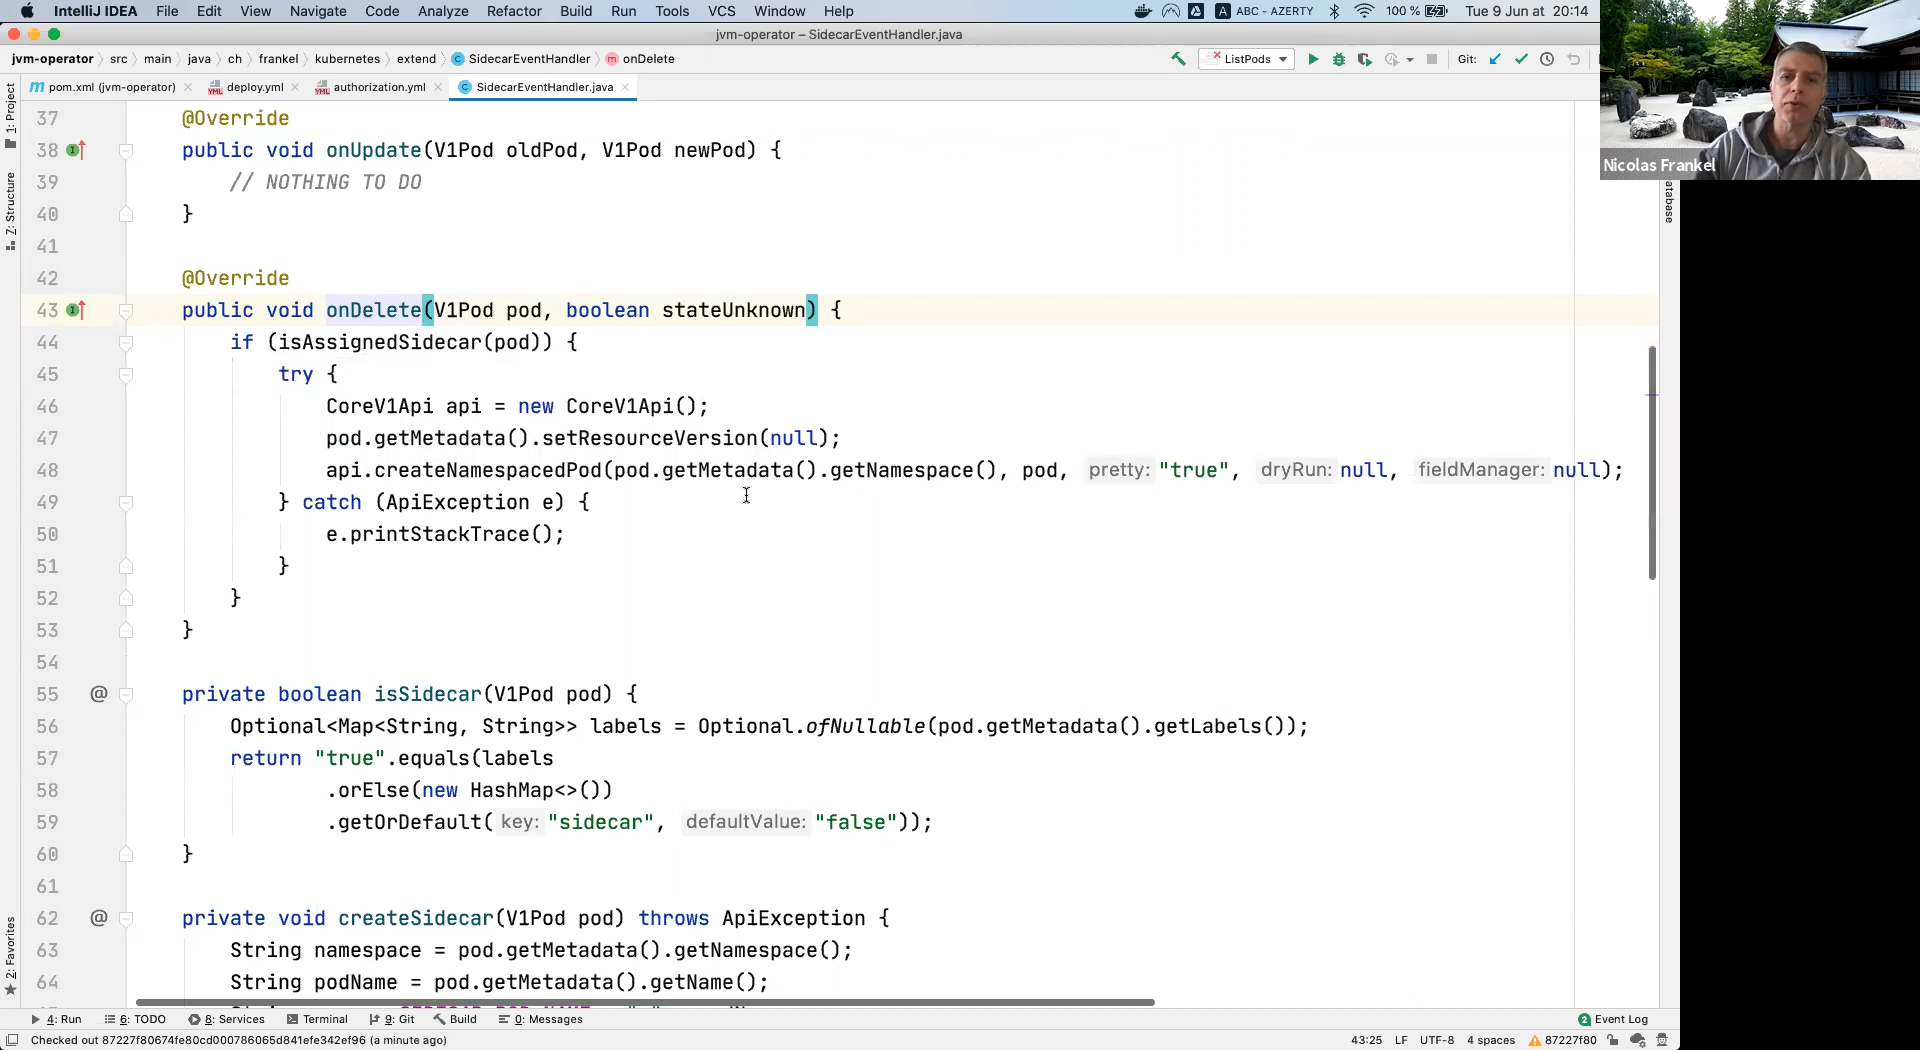 IntelliJ IDEA File Edit View Navigate Code Analyze Refactor Build Run Tools VCS Window Help A ABC - AZERTY 100 % Tue 9 Jun at 20:14
jvm-operator – SidecarEventHandler.java
jvm-operator src main java ch frankel kubernetes extend C SidecarEventHandler m onDelete ListPods Git:
m pom.xml (jvm-operator) YML deploy.yml YML authorization.yml C SidecarEventHandler.java
1: Project
Z: Structure
2: Favorites
Nicolas Frankel
atabase
37 @Override
38 public void onUpdate(V1Pod oldPod, V1Pod newPod) {
39 // NOTHING TO DO
40 }
41
42 @Override
43 public void onDelete(V1Pod pod, boolean stateUnknown) {
44 if (isAssignedSidecar(pod)) {
45 try {
46 CoreV1Api api = new CoreV1Api();
47 pod.getMetadata().setResourceVersion(null);
48 api.createNamespacedPod(pod.getMetadata().getNamespace(), pod, pretty: "true", dryRun: null, fieldManager: null);
49 } catch (ApiException e) {
50 e.printStackTrace();
51 }
52 }
53 }
54
55 @ private boolean isSidecar(V1Pod pod) {
56 Optional<Map<String, String>> labels = Optional.ofNullable(pod.getMetadata().getLabels());
57 return "true".equals(labels
58 .orElse(new HashMap<>())
59 .getOrDefault( key: "sidecar", defaultValue: "false"));
60 }
61
62 @ private void createSidecar(V1Pod pod) throws ApiException {
63 String namespace = pod.getMetadata().getNamespace();
64 String podName = pod.getMetadata().getName();
4: Run 6: TODO 8: Services Terminal 9: Git Build 0: Messages 2 Event Log
Checked out 87227f80674fe80cd000786065d841efe342ef96 (a minute ago) 43:25 LF UTF-8 4 spaces 87227f80